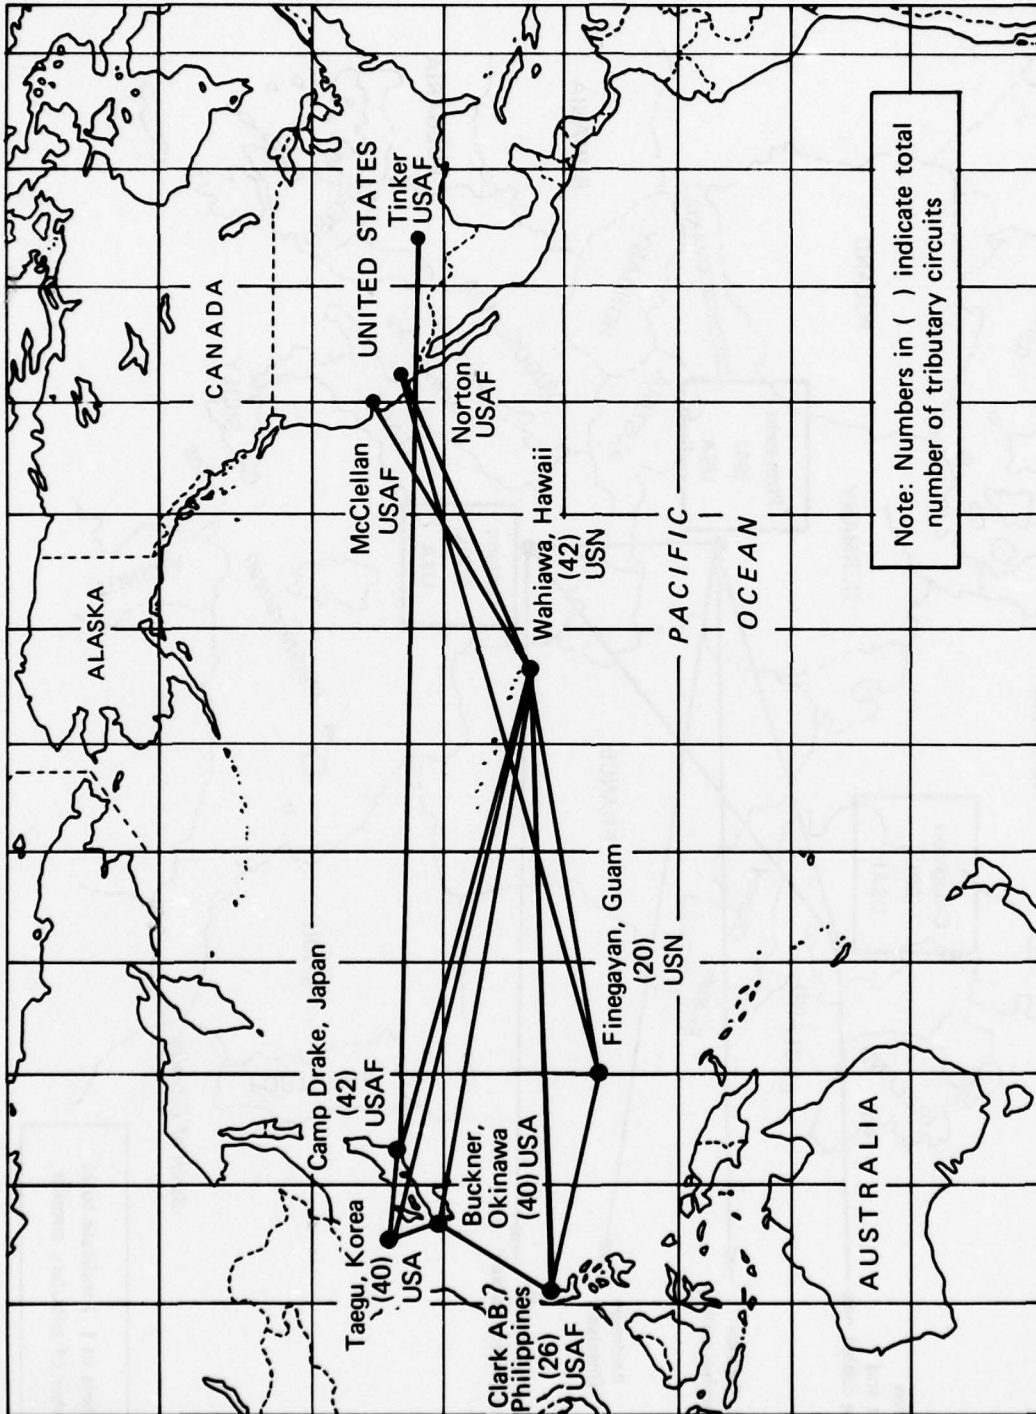 ALASKA
CANADA
UNITED STATES
Tinker
USAF
McClellan
USAF
Norton
USAF
Camp Drake, Japan
(42)
USAF
Taegu, Korea
(40)
USA
Buckner,
Okinawa
(40) USA
Clark AB,
Philippines
(26)
USAF
Wahiawa, Hawaii
(42)
USN
Finegayan, Guam
(20)
USN
PACIFIC
OCEAN
AUSTRALIA
Note: Numbers in ( ) indicate total
number of tributary circuits